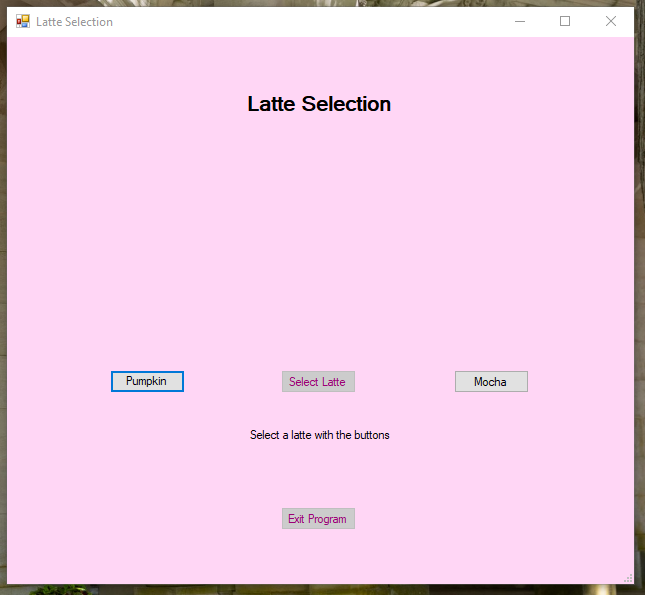 Latte Selection
Latte Selection
Pumpkin
Select Latte
Mocha
Select a latte with the buttons
Exit Program